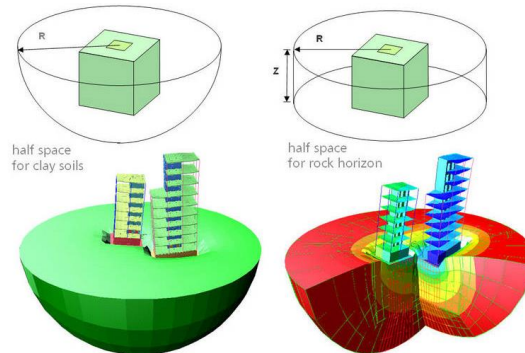 R
half space
for clay soils
R
Z
half space
for rock horizon